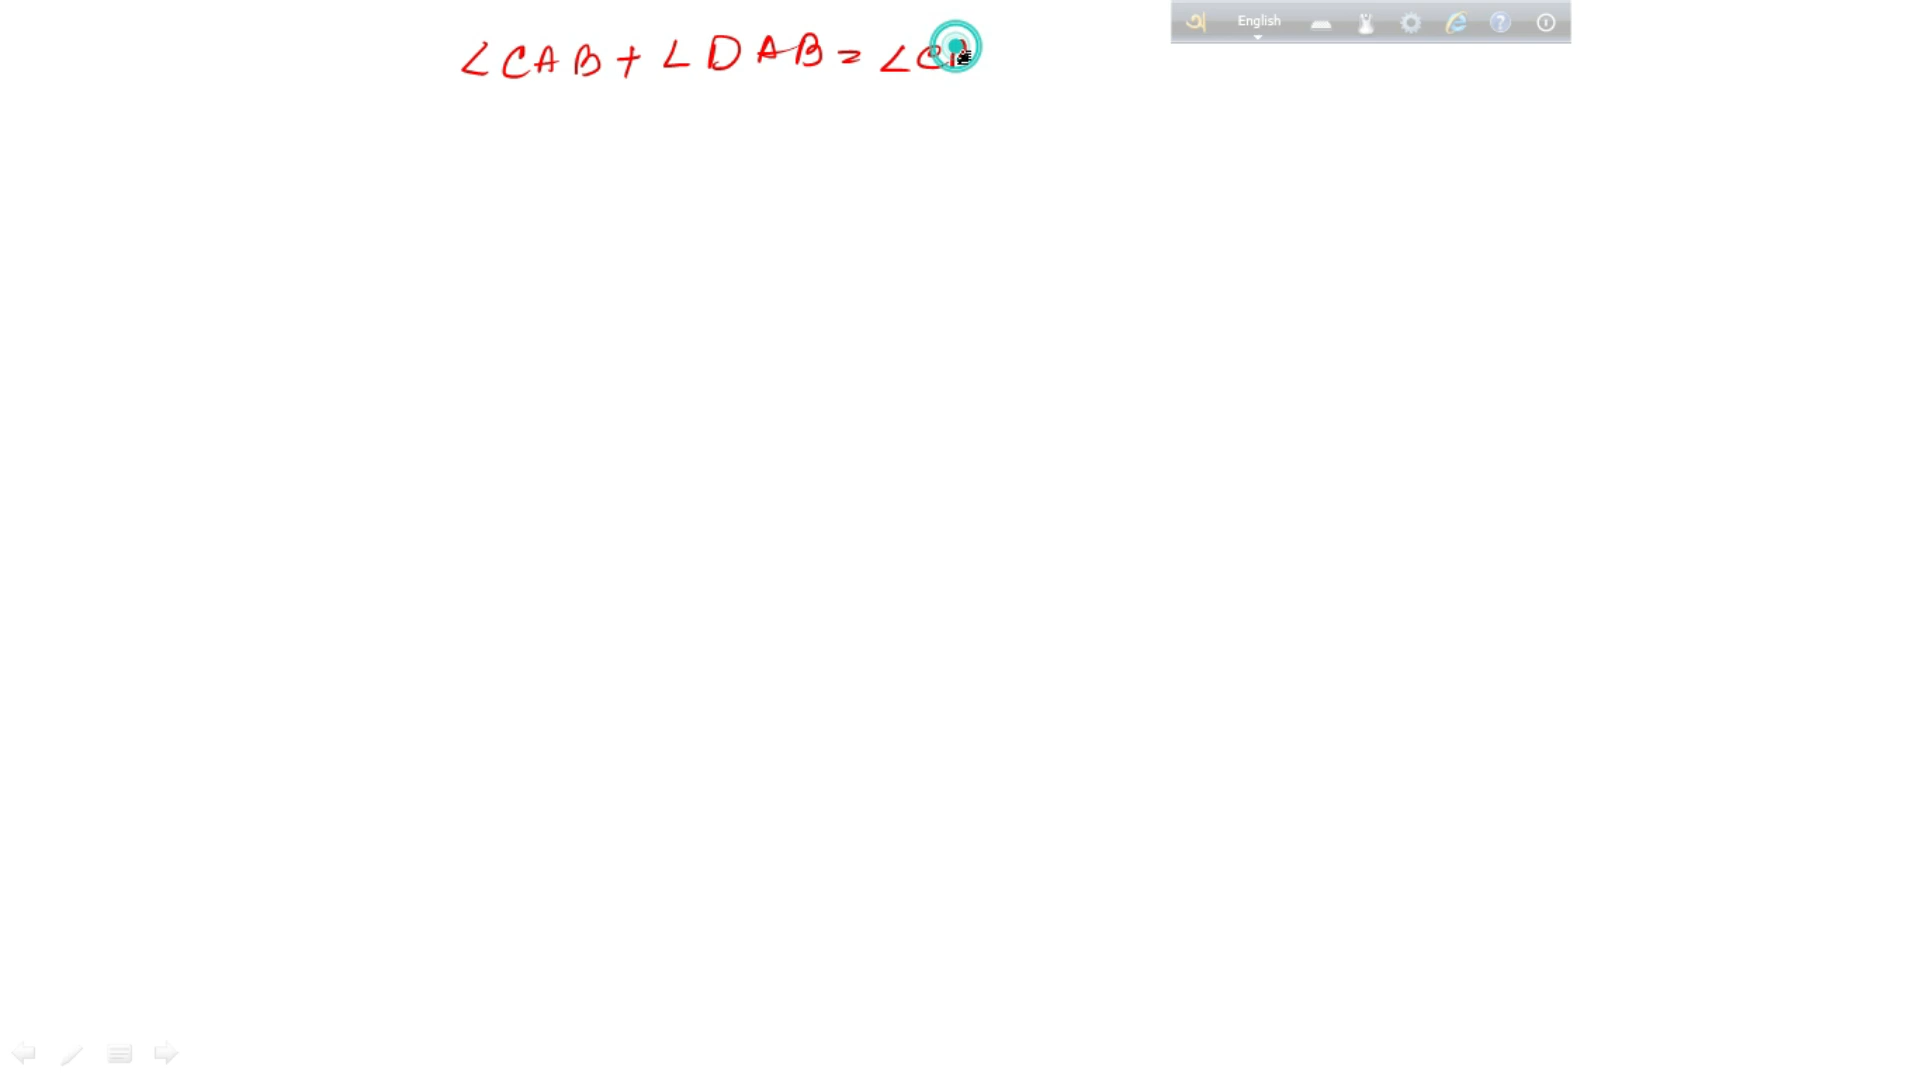 English
∠CAB + ∠DAB = ∠C